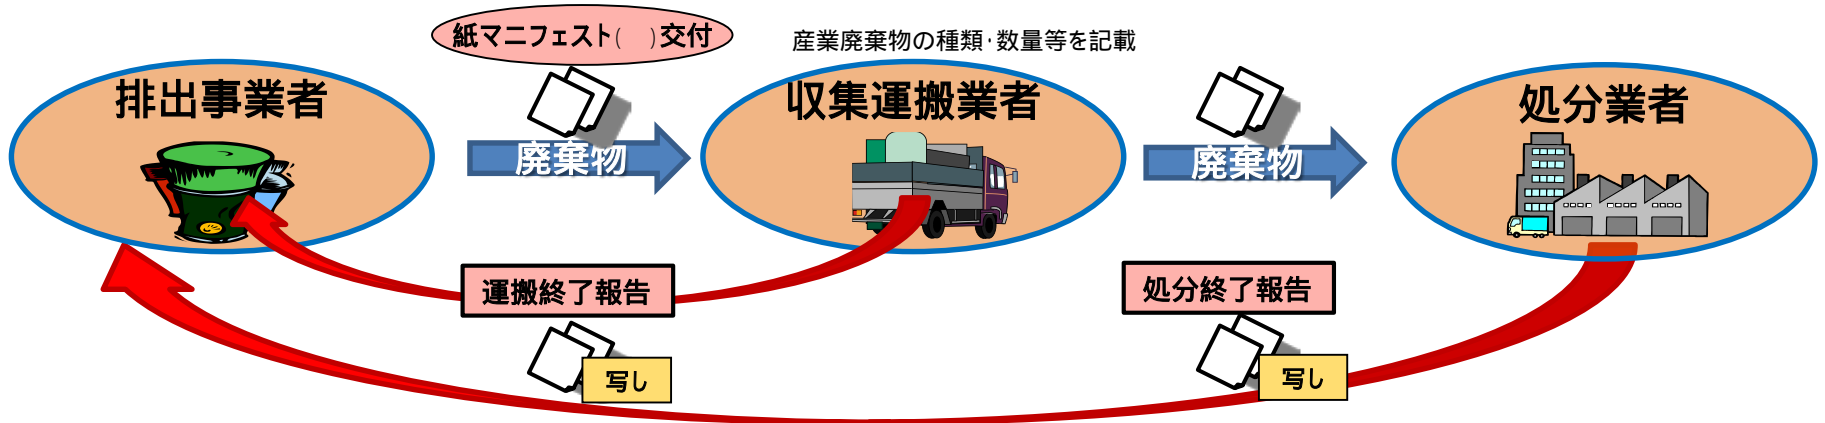 紙マニフェスト(　)交付
産業廃棄物の種類・数量等を記載
排出事業者
収集運搬業者
処分業者
廃棄物
廃棄物
運搬終了報告
処分終了報告
写し
写し